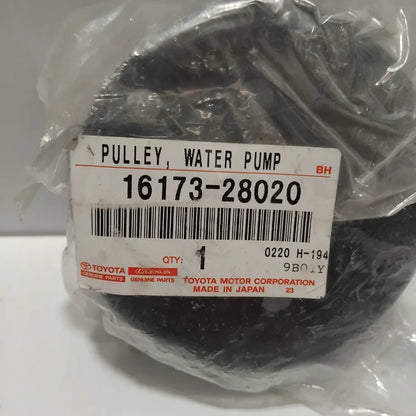 PULLEY, WATER PUMP
BH
16173-28020
QTY: 1
0220 H-194
9B01Y
TOYOTA
GENUINE PARTS
LEXUS
GENUINE PARTS
TOYOTA MOTOR CORPORATION
MADE IN JAPAN 23